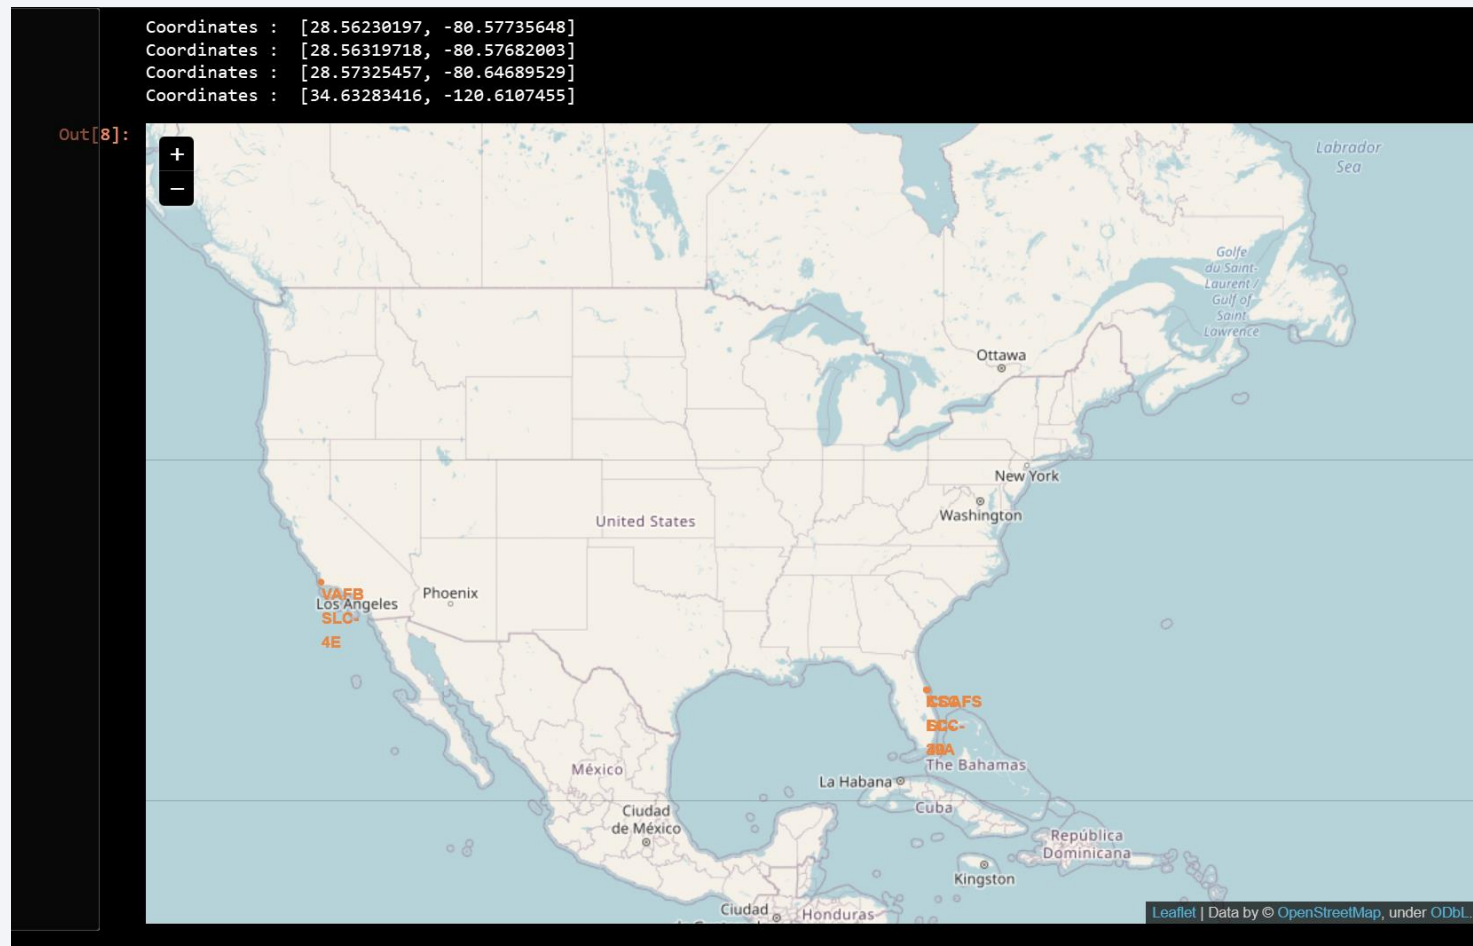 Coordinates :  [28.56230197, -80.57735648]
Coordinates :  [28.56319718, -80.57682003]
Coordinates :  [28.57325457, -80.64689529]
Coordinates :  [34.63283416, -120.6107455]
Out[8]:
+
−
Labrador
Sea
Golfe
du Saint-
Laurent /
Gulf of
Saint
Lawrence
Ottawa
New York
Washington
United States
VAFB
SLC-
4E
Los Angeles
Phoenix
The Bahamas
La Habana
México
Cuba
Ciudad
de México
República
Dominicana
Kingston
Ciudad
Honduras
Leaflet | Data by © OpenStreetMap, under ODbL.